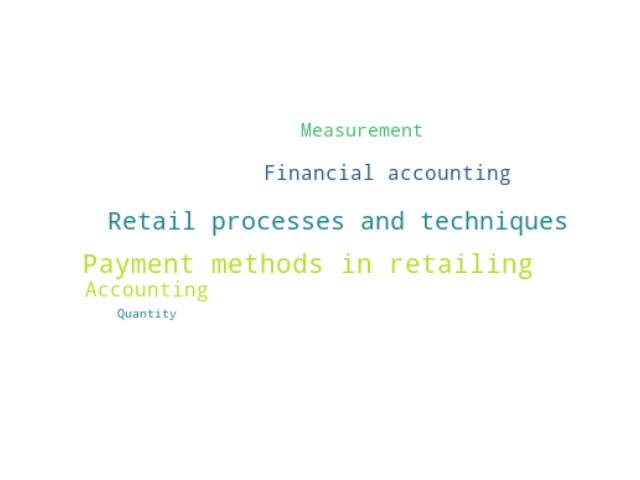 Measurement
Financial accounting
Retail processes and techniques
Payment methods in retailing
Accounting
Quantity